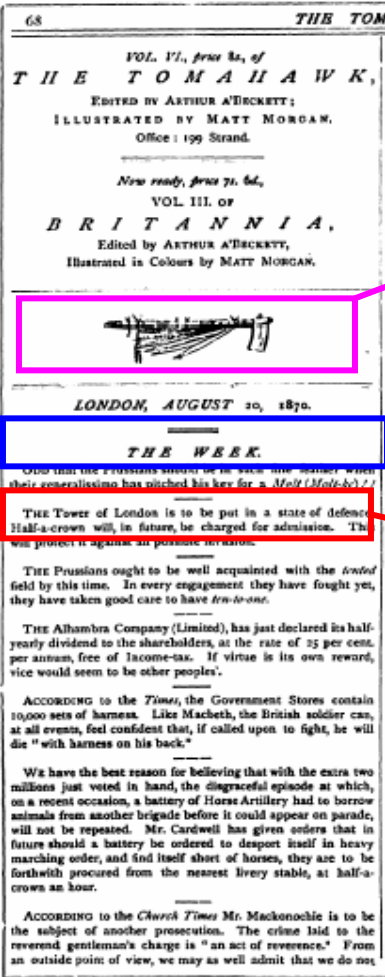 68 THE TOM
VOL. VI., price 8s., of
THE TOMAHAWK,
EDITED BY ARTHUR A'BECKETT;
ILLUSTRATED BY MATT MORGAN.
Office: 199 Strand.
Now ready, price 7s. 6d.,
VOL. III. OF
BRITANNIA,
Edited by ARTHUR A'BECKETT,
Illustrated in Colours by MATT MORGAN.
LONDON, AUGUST 20, 1870.
THE WEEK.
ODD that the Prussians should be in such feather when
their generalissimo has pitched his key for a Molt (Molt-ke)!!
THE Tower of London is to be put in a state of defence
Half-a-crown will, in future, be charged for admission. This
will protect it against all possible invasion.
THE Prussians ought to be well acquainted with the tented
field by this time. In every engagement they have fought yet,
they have taken good care to have ten-to-one.
THE Alhambra Company (Limited), has just declared its half-
yearly dividend to the shareholders, at the rate of 25 per cent.
per annum, free of Income-tax. If virtue is its own reward,
vice would seem to be other peoples'.
ACCORDING to the Times, the Government Stores contain
10,000 sets of harness. Like Macbeth, the British soldier can,
at all events, feel confident that, if called upon to fight, he will
die "with harness on his back."
WE have the best reason for believing that with the extra two
millions just voted in hand, the disgraceful episode at which,
on a recent occasion, a battery of Horse Artillery had to borrow
animals from another brigade before it could appear on parade,
will not be repeated. Mr. Cardwell has given orders that in
future should a battery be ordered to desport itself in heavy
marching order, and find itself short of horses, they are to be
forthwith procured from the nearest livery stable, at half-a-
crown an hour.
ACCORDING to the Church Times Mr. Mackonochie is to be
the subject of another prosecution. The crime laid to the
reverend gentleman's charge is "an act of reverence." From
an outside point of view, we may as well admit that we do not